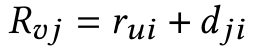 $R_{vj} = r_{ui} + d_{ji}$